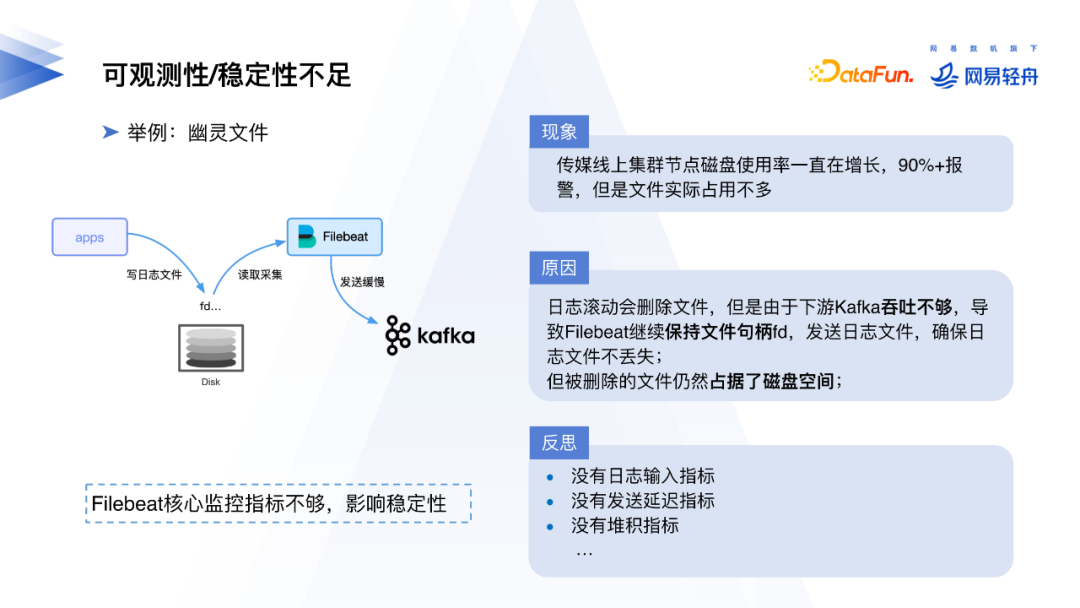 可观测性/稳定性不足
DataFun.
网易数帆旗下
网易轻舟
➤ 举例：幽灵文件
apps
写日志文件
fd...
Disk
读取采集
Filebeat
发送缓慢
kafka
Filebeat核心监控指标不够，影响稳定性
现象
传媒线上集群节点磁盘使用率一直在增长，90%+报
警，但是文件实际占用不多
原因
日志滚动会删除文件，但是由于下游Kafka吞吐不够，导
致Filebeat继续保持文件句柄fd，发送日志文件，确保日
志文件不丢失；
但被删除的文件仍然占据了磁盘空间；
反思
• 没有日志输入指标
• 没有发送延迟指标
• 没有堆积指标
…